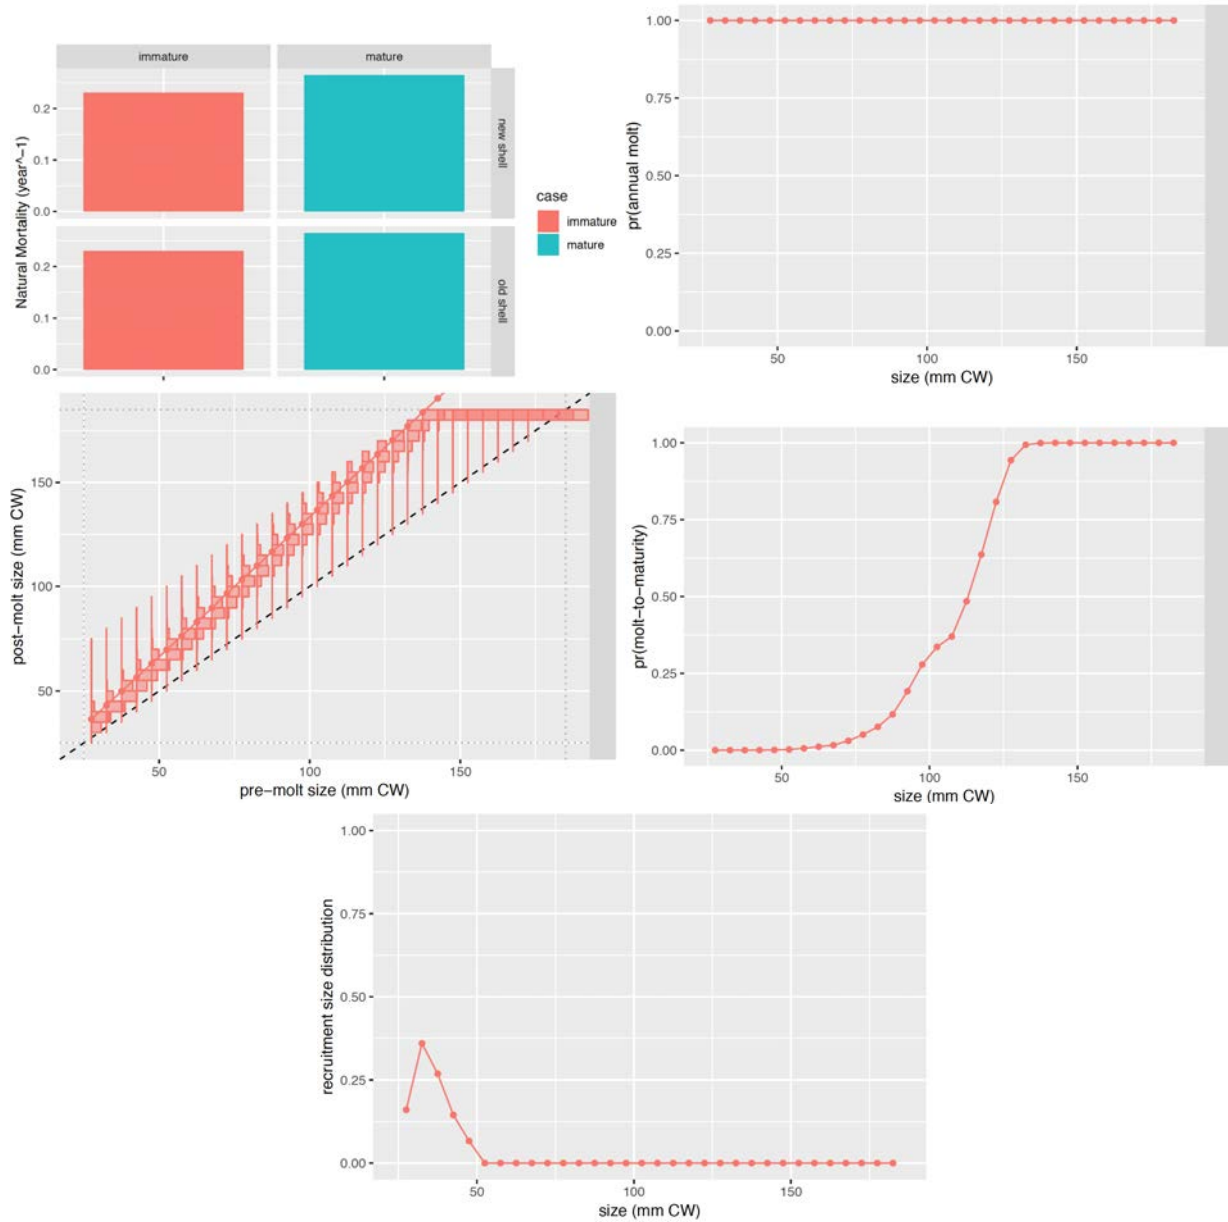 immature
mature
Natural Mortality (year^-1)
0.2
0.1
0.0
new shell
0.2
0.1
0.0
old shell
case
immature
mature
pr(annual molt)
1.00
0.75
0.50
0.25
0.00
50
100
150
size (mm CW)
post-molt size (mm CW)
150
100
50
50
100
150
pre-molt size (mm CW)
pr(molt-to-maturity)
1.00
0.75
0.50
0.25
0.00
50
100
150
size (mm CW)
recruitment size distribution
1.00
0.75
0.50
0.25
0.00
50
100
150
size (mm CW)